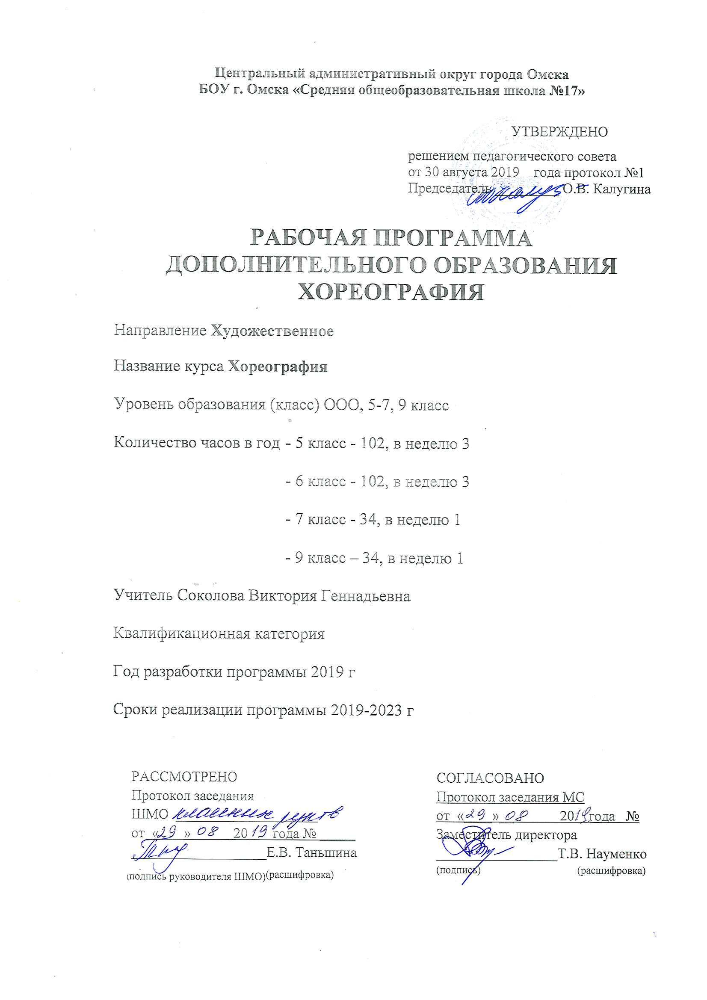 Центральный административный округ города Омска
БОУ г. Омска «Средняя общеобразовательная школа №17»
УТВЕРЖДЕНО
решением педагогического совета
от 30 августа 2019 года протокол №1
Председатель__________О.В. Калугина
РАБОЧАЯ ПРОГРАММА
ДОПОЛНИТЕЛЬНОГО ОБРАЗОВАНИЯ
ХОРЕОГРАФИЯ
Направление Художественное
Название курса Хореография
Уровень образования (класс) ООО, 5-7, 9 класс
Количество часов в год - 5 класс - 102, в неделю 3
- 6 класс - 102, в неделю 3
- 7 класс - 34, в неделю 1
- 9 класс – 34, в неделю 1
Учитель Соколова Виктория Геннадьевна
Квалификационная категория
Год разработки программы 2019 г
Сроки реализации программы 2019-2023 г
РАССМОТРЕНО
Протокол заседания
ШМО классных
от «29» 08 2019 года № _____
__________________Е.В. Таньшина
(подпись руководителя ШМО)(расшифровка)
СОГЛАСОВАНО
Протокол заседания МС
от «29» 08 2019года №
Заместитель директора
_________________Т.В. Науменко
(подпись) (расшифровка)